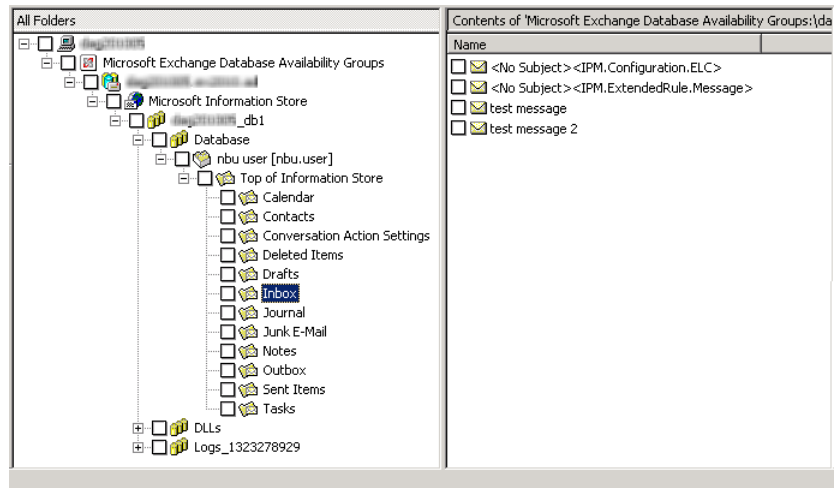 All Folders
Microsoft Exchange Database Availability Groups
Microsoft Information Store
_db1
Database
nbu user [nbu.user]
Top of Information Store
Calendar
Contacts
Conversation Action Settings
Deleted Items
Drafts
Inbox
Journal
Junk E-Mail
Notes
Outbox
Sent Items
Tasks
DLLs
Logs_1323278929
Contents of 'Microsoft Exchange Database Availability Groups:\da
Name
<No Subject><IPM.Configuration.ELC>
<No Subject><IPM.ExtendedRule.Message>
test message
test message 2